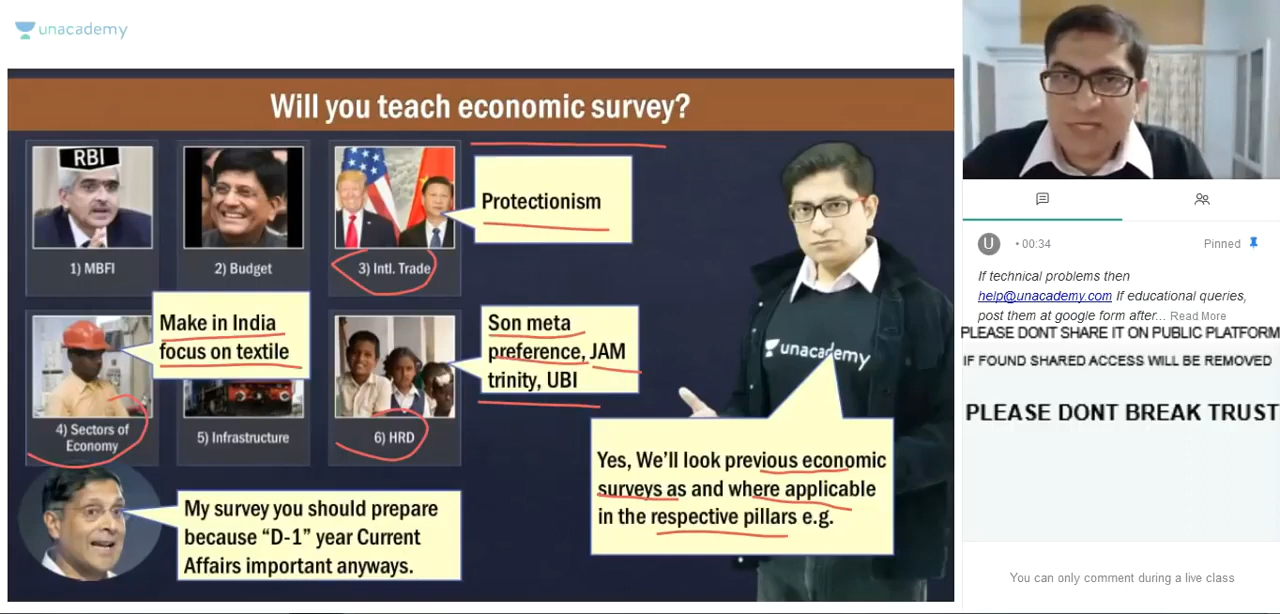 unacademy
Will you teach economic survey?
RBI
1) MBFI
2) Budget
3) Intl. Trade
Protectionism
Make in India
focus on textile
Son meta
preference, JAM
trinity, UBI
4) Sectors of
Economy
5) Infrastructure
6) HRD
My survey you should prepare
because “D-1” year Current
Affairs important anyways.
unacademy
Yes, We’ll look previous economic
surveys as and where applicable
in the respective pillars e.g.
U • 00:34 Pinned
If technical problems then
help@unacademy.com If educational queries,
post them at google form after... Read More
PLEASE DONT SHARE IT ON PUBLIC PLATFORM
IF FOUND SHARED ACCESS WILL BE REMOVED
PLEASE DONT BREAK TRUST
You can only comment during a live class